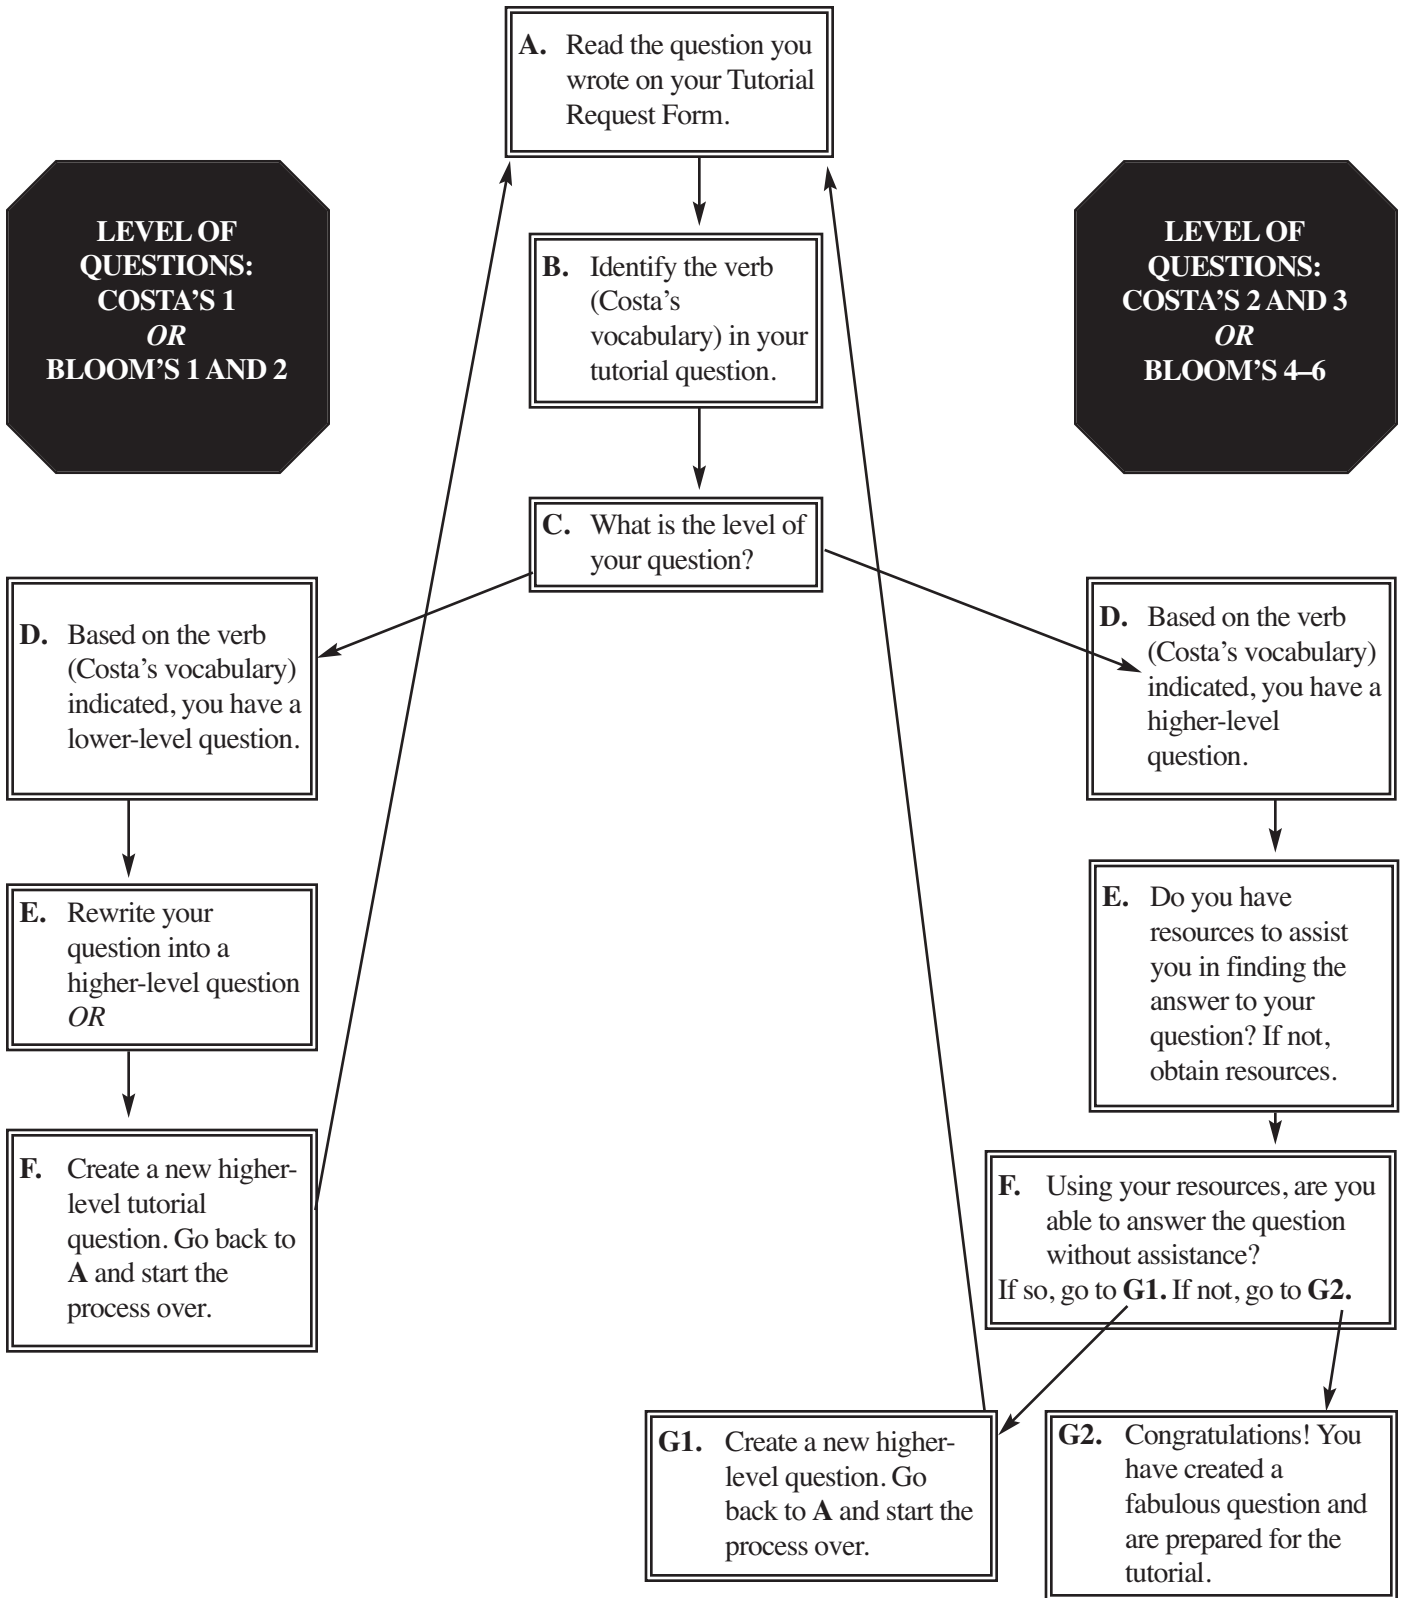 A. Read the question you
wrote on your Tutorial
Request Form.
LEVEL OF
QUESTIONS:
COSTA’S 1
OR
BLOOM’S 1 AND 2
LEVEL OF
QUESTIONS:
COSTA’S 2 AND 3
OR
BLOOM’S 4–6
B. Identify the verb
(Costa’s
vocabulary) in your
tutorial question.
C. What is the level of
your question?
D. Based on the verb
(Costa’s vocabulary)
indicated, you have a
lower-level question.
E. Rewrite your
question into a
higher-level question
OR
F. Create a new higher-
level tutorial
question. Go back to
A and start the
process over.
D. Based on the verb
(Costa’s vocabulary)
indicated, you have a
higher-level
question.
E. Do you have
resources to assist
you in finding the
answer to your
question? If not,
obtain resources.
F. Using your resources, are you
able to answer the question
without assistance?
If so, go to G1. If not, go to G2.
G1. Create a new higher-
level question. Go
back to A and start the
process over.
G2. Congratulations! You
have created a
fabulous question and
are prepared for the
tutorial.